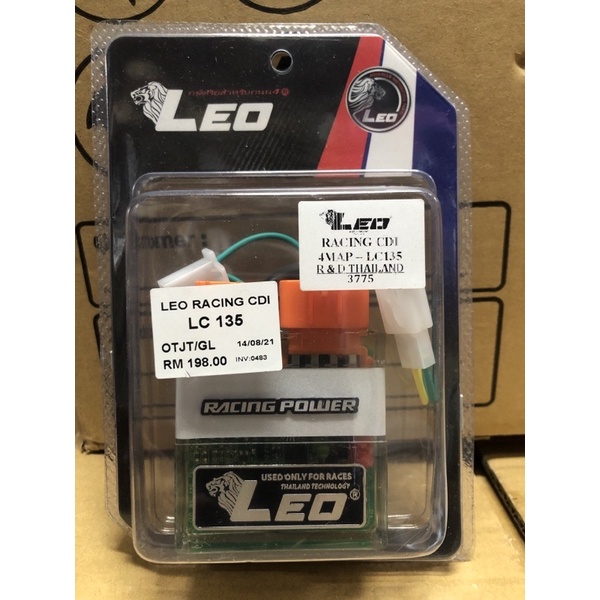 LEO
LEO
LEO
RACING CDI
4MAP – LC135
R & D THAILAND
3775
LEO RACING CDI
LC 135
OTJT/GL 14/08/21
RM 198.00 INV:0483
RACING POWER
USED ONLY FOR RACES
THAILAND TECHNOLOGY
LEO®